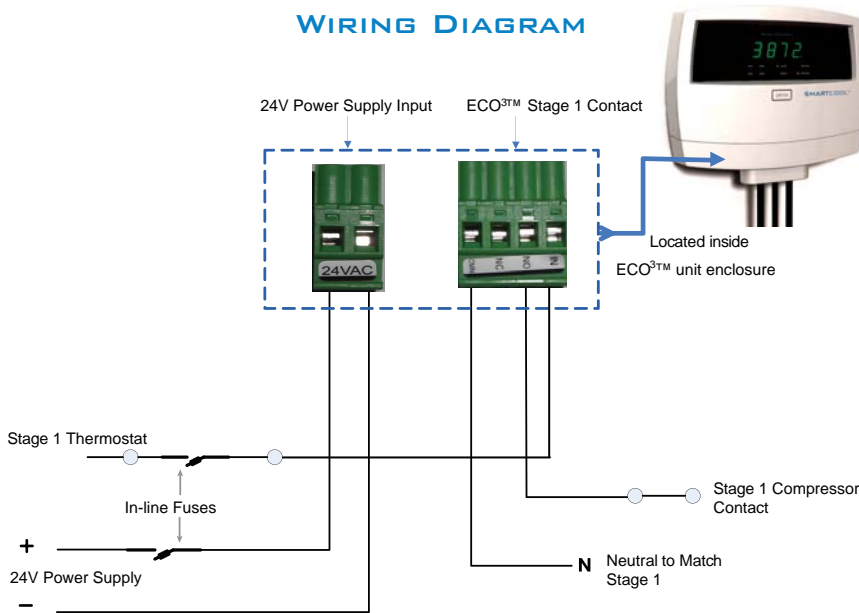 WIRING DIAGRAM
3872
SMARTCOOL
24V Power Supply Input
ECO³™ Stage 1 Contact
24VAC
NC
NO
IN
Located inside
ECO³™ unit enclosure
Stage 1 Thermostat
In-line Fuses
+
24V Power Supply
–
Stage 1 Compressor
Contact
N
Neutral to Match
Stage 1